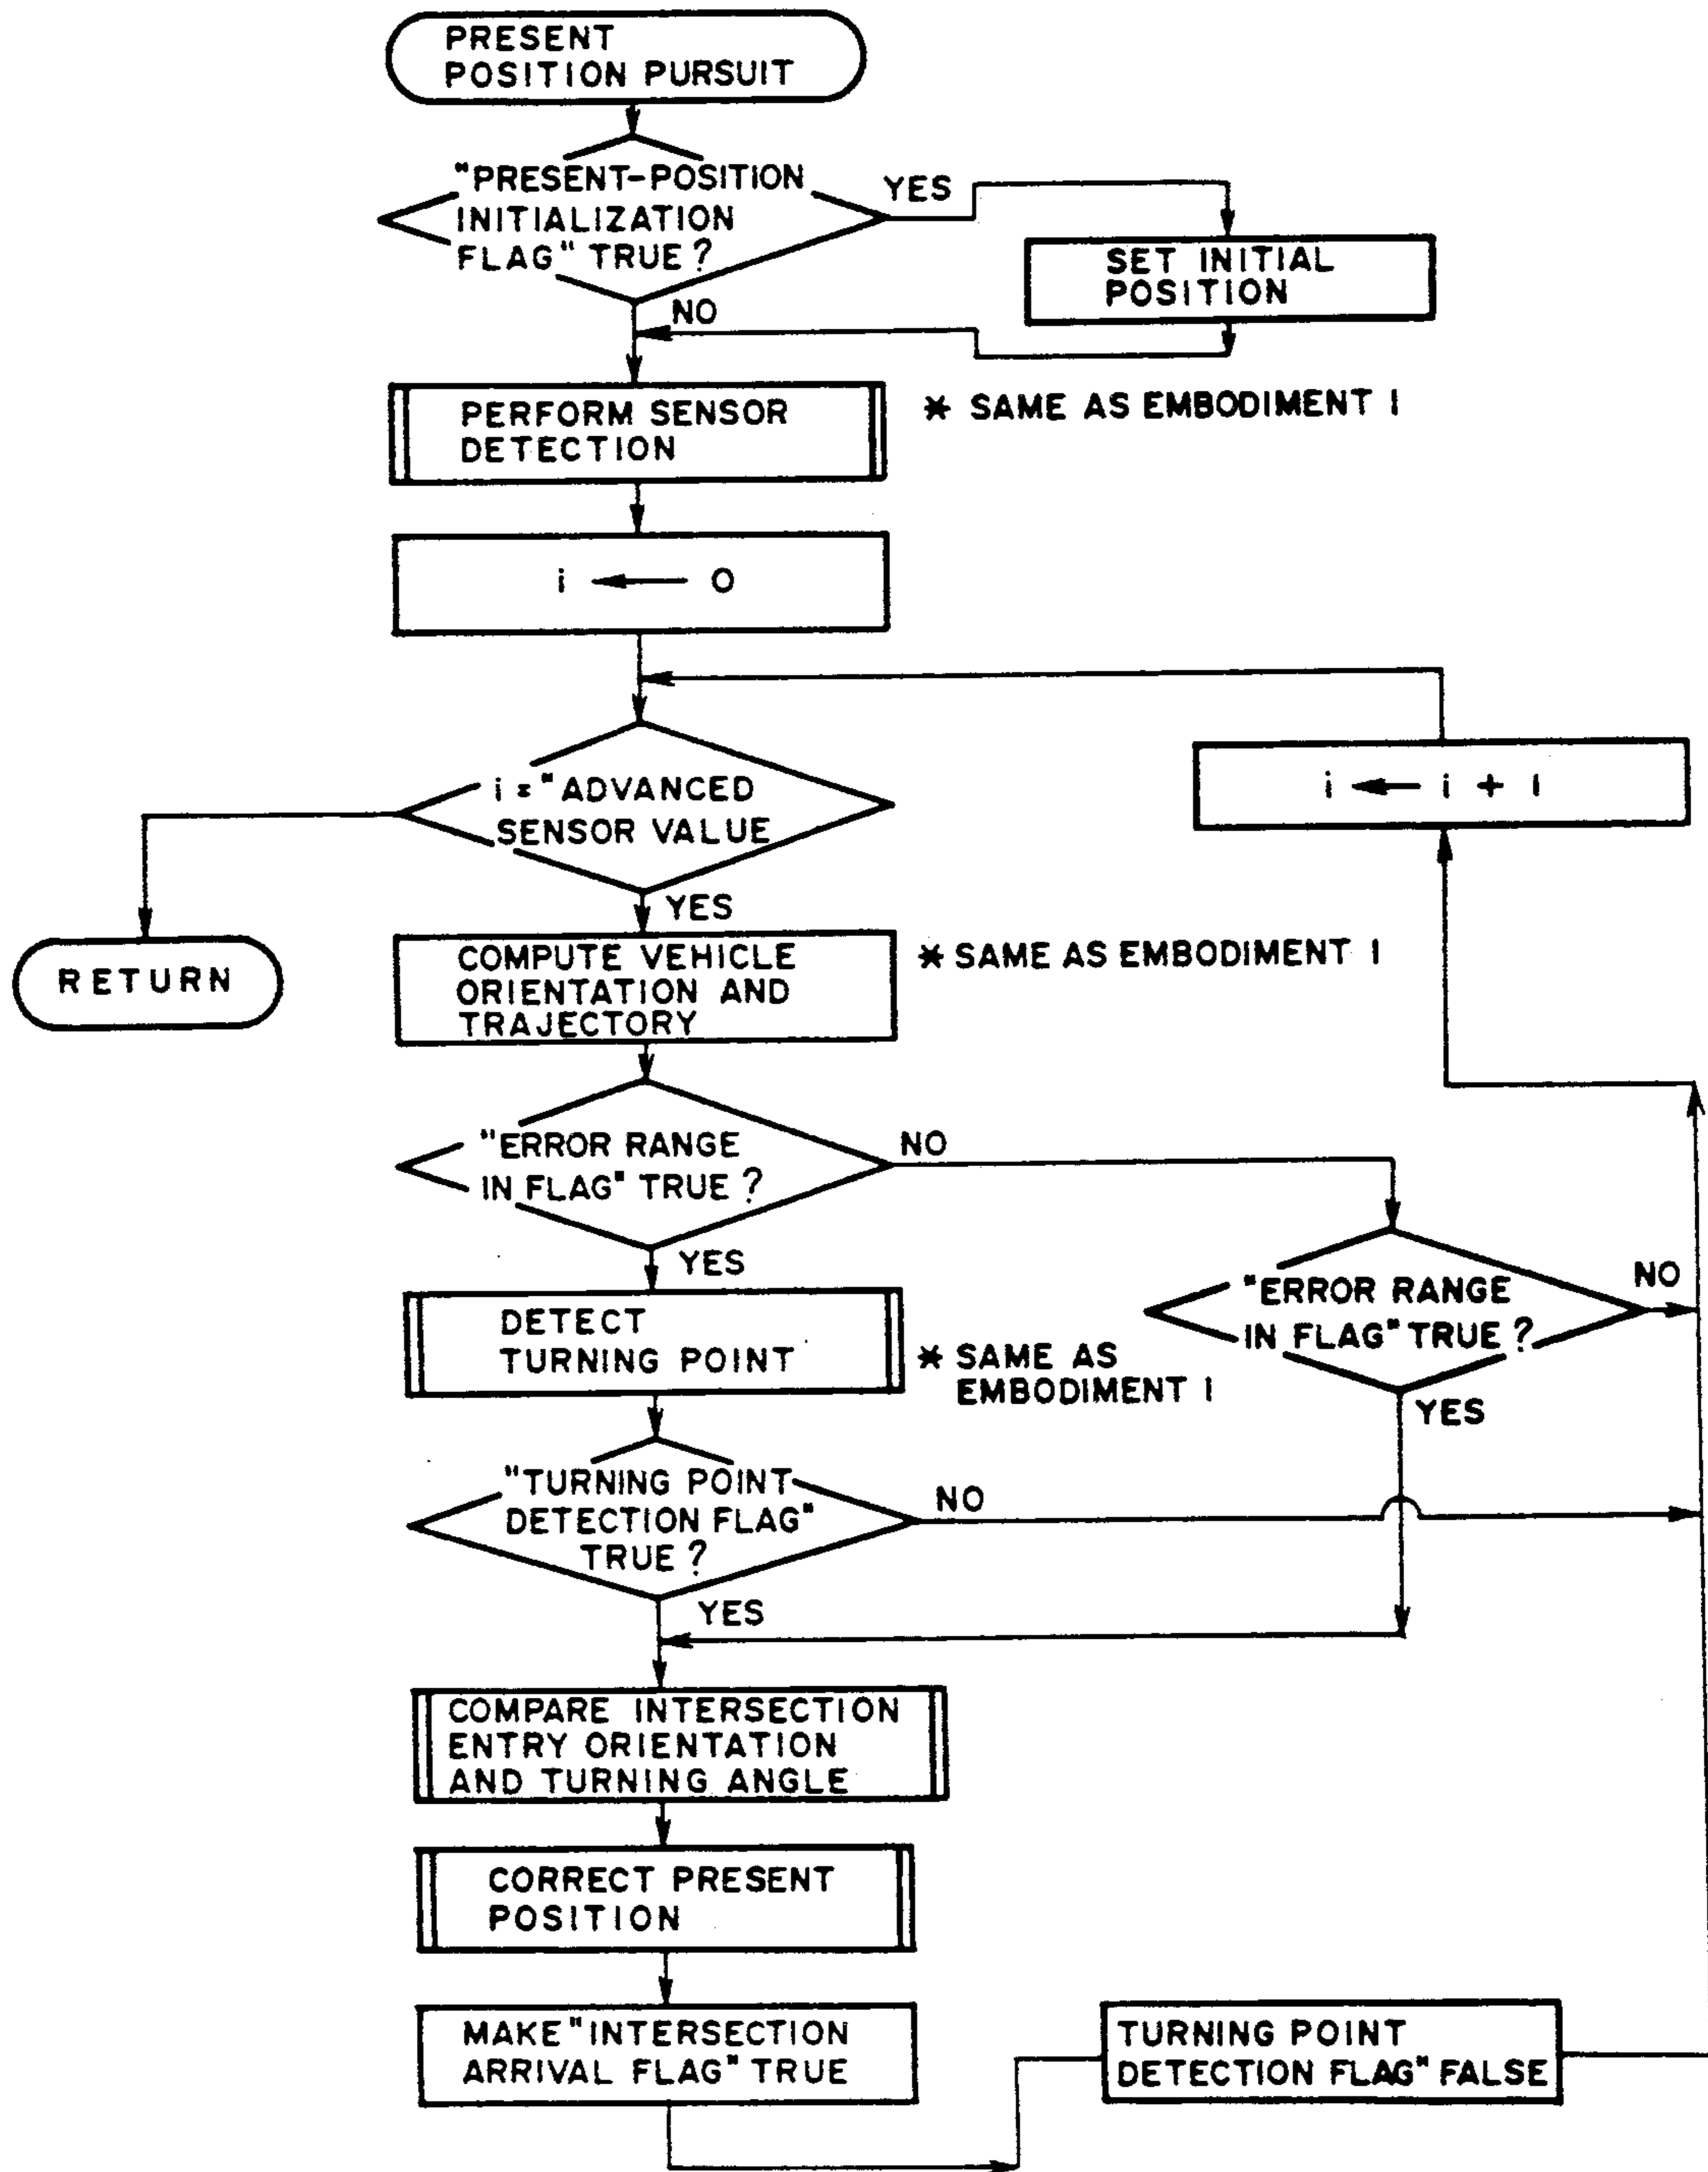 PRESENT
POSITION PURSUIT
"PRESENT-POSITION
INITIALIZATION
FLAG" TRUE ?
YES
SET INITIAL
POSITION
NO
PERFORM SENSOR
DETECTION
* SAME AS EMBODIMENT 1
i ← 0
i = "ADVANCED
SENSOR VALUE
i ← i + 1
YES
RETURN
COMPUTE VEHICLE
ORIENTATION AND
TRAJECTORY
* SAME AS EMBODIMENT 1
"ERROR RANGE
IN FLAG" TRUE ?
NO
YES
"ERROR RANGE
IN FLAG" TRUE ?
NO
YES
DETECT
TURNING POINT
* SAME AS
EMBODIMENT 1
"TURNING POINT
DETECTION FLAG"
TRUE ?
NO
YES
COMPARE INTERSECTION
ENTRY ORIENTATION
AND TURNING ANGLE
CORRECT PRESENT
POSITION
MAKE "INTERSECTION
ARRIVAL FLAG" TRUE
TURNING POINT
DETECTION FLAG" FALSE